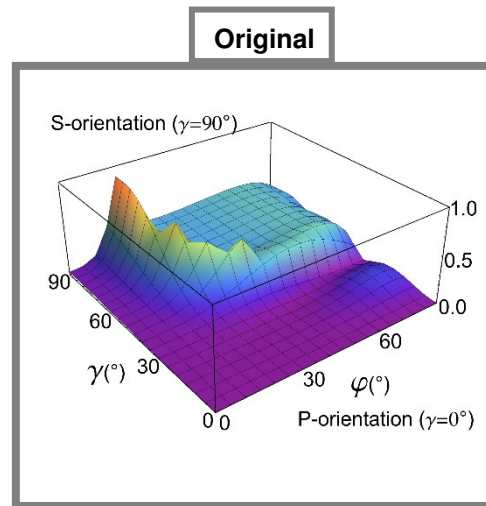 Original
S-orientation (γ=90°)
1.0
0.5
0.0
90
60
30
0
γ(°)
0
30
60
φ(°)
P-orientation (γ=0°)